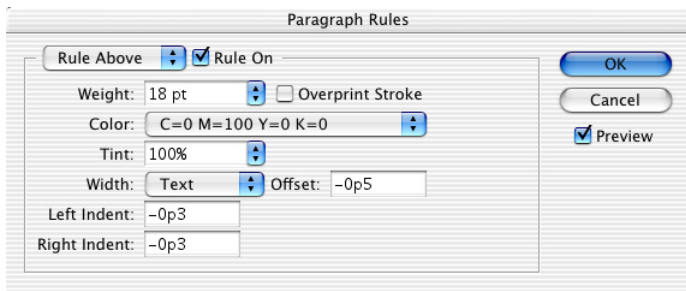 Paragraph Rules
Rule Above Rule On
Weight: 18 pt Overprint Stroke
Color: C=0 M=100 Y=0 K=0
Tint: 100%
Width: Text Offset: -0p5
Left Indent: -0p3
Right Indent: -0p3
OK
Cancel
Preview